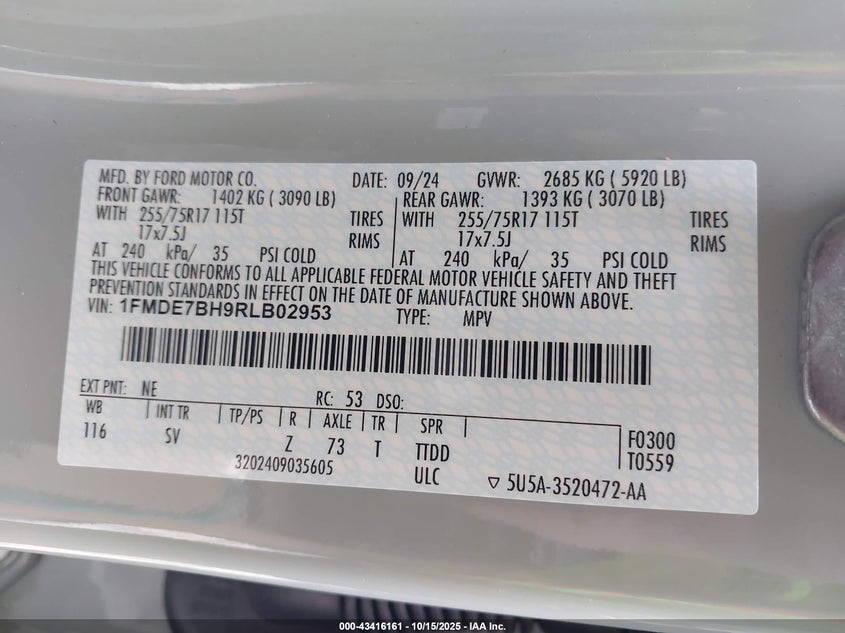 MFD. BY FORD MOTOR CO. DATE: 09/24 GVWR: 2685 KG ( 5920 LB)
FRONT GAWR: 1402 KG ( 3090 LB) REAR GAWR: 1393 KG ( 3070 LB)
WITH 255/75R17 115T TIRES WITH 255/75R17 115T TIRES
17x7.5J RIMS 17x7.5J RIMS
AT 240 kPa/ 35 PSI COLD AT 240 kPa/ 35 PSI COLD
THIS VEHICLE CONFORMS TO ALL APPLICABLE FEDERAL MOTOR VEHICLE SAFETY AND THEFT
PREVENTION STANDARDS IN EFFECT ON THE DATE OF MANUFACTURE SHOWN ABOVE.
VIN: 1FMDE7BH9RLB02953 TYPE: MPV
EXT PNT: NE RC: 53 DSO:
WB INT TR TP/PS R AXLE TR SPR
116 SV Z 73 T TTDD F0300
3202409035605 ULC T0559
▽ 5U5A-3520472-AA
000-43416161 - 10/15/2025 - © IAA Inc.